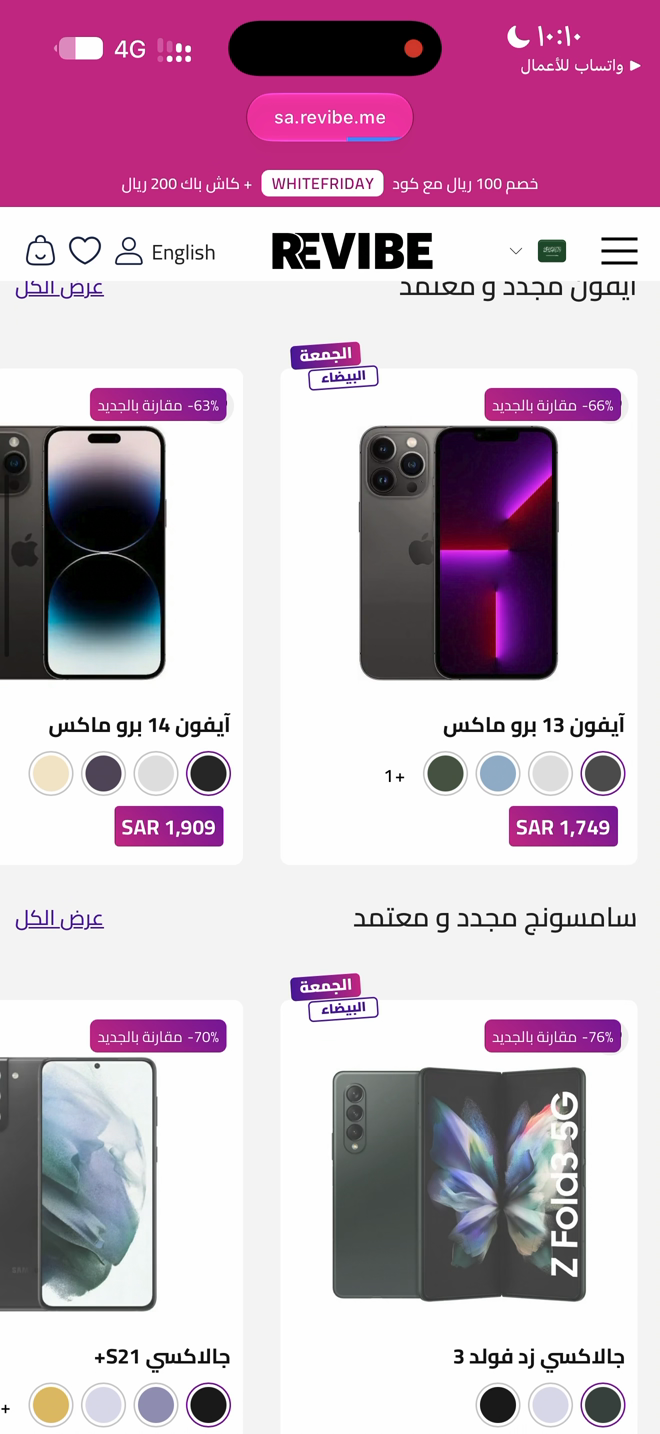 ١٠:١٠
4G
◀ واتساب للأعمال
sa.revibe.me
خصم 100 ريال مع كود WHITEFRIDAY + كاش باك 200 ريال
REVIBE
English
آيفون مجدد و معتمد
عرض الكل
الجمعة
البيضاء
-66% مقارنة بالجديد
-63% مقارنة بالجديد
آيفون 13 برو ماكس
آيفون 14 برو ماكس
+1
SAR 1,749
SAR 1,909
سامسونج مجدد و معتمد
عرض الكل
الجمعة
البيضاء
-76% مقارنة بالجديد
-70% مقارنة بالجديد
Z Fold3 5G
جالاكسي زد فولد 3
جالاكسي S21+
+